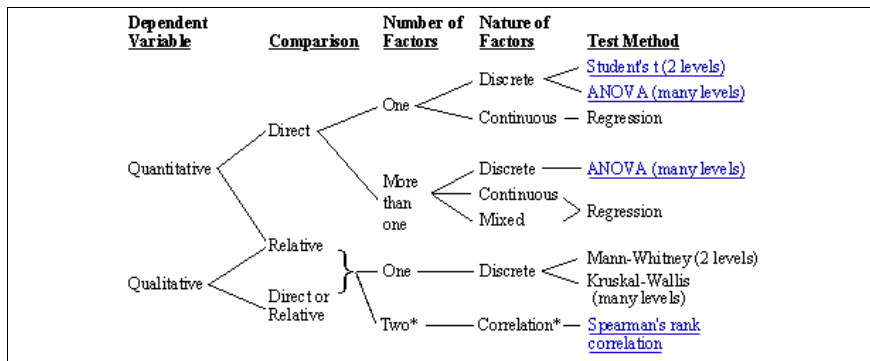 Dependent Variable
Comparison
Number of Factors
Nature of Factors
Test Method
Quantitative
Qualitative
Direct
Relative
Direct or
Relative
One
More
than
one
One
Two*
Discrete
Continuous
Discrete
Continuous
Mixed
Discrete
Correlation*
Student's t (2 levels)
ANOVA (many levels)
Regression
ANOVA (many levels)
Regression
Mann-Whitney (2 levels)
Kruskal-Wallis
(many levels)
Spearman's rank
correlation